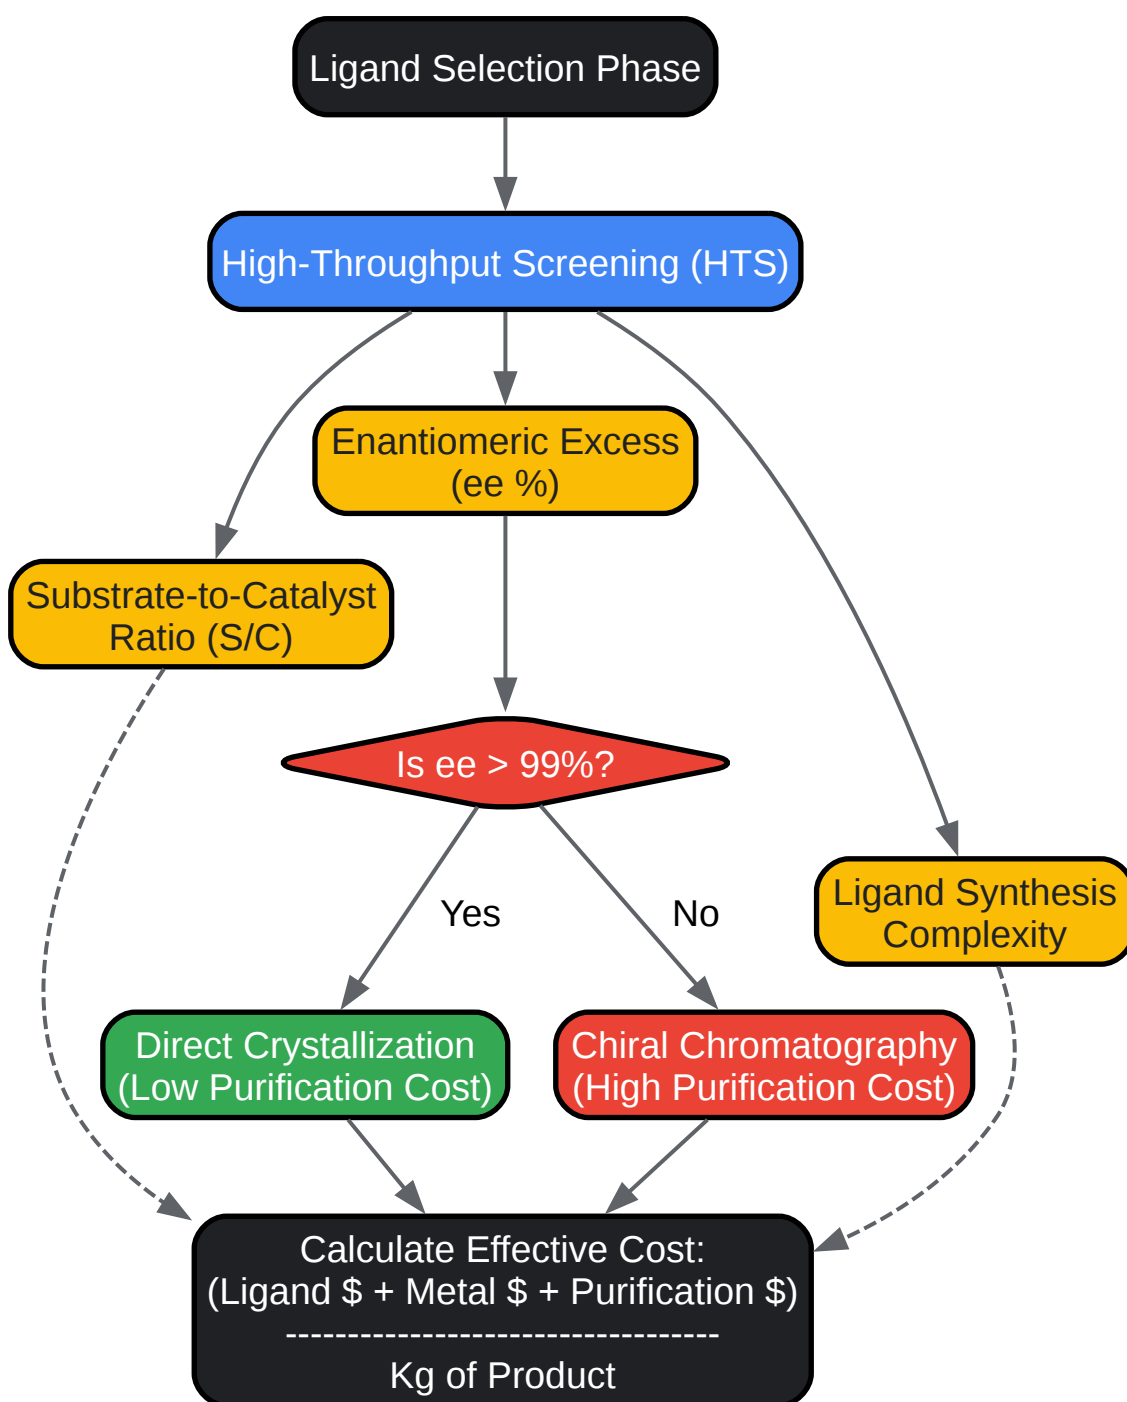 Ligand Selection Phase
High-Throughput Screening (HTS)
Enantiomeric Excess
(ee %)
Substrate-to-Catalyst
Ratio (S/C)
Is ee > 99%?
Ligand Synthesis
Complexity
Yes
No
Direct Crystallization
(Low Purification Cost)
Chiral Chromatography
(High Purification Cost)
Calculate Effective Cost:
(Ligand $ + Metal $ + Purification $)
-----------------------------------
Kg of Product